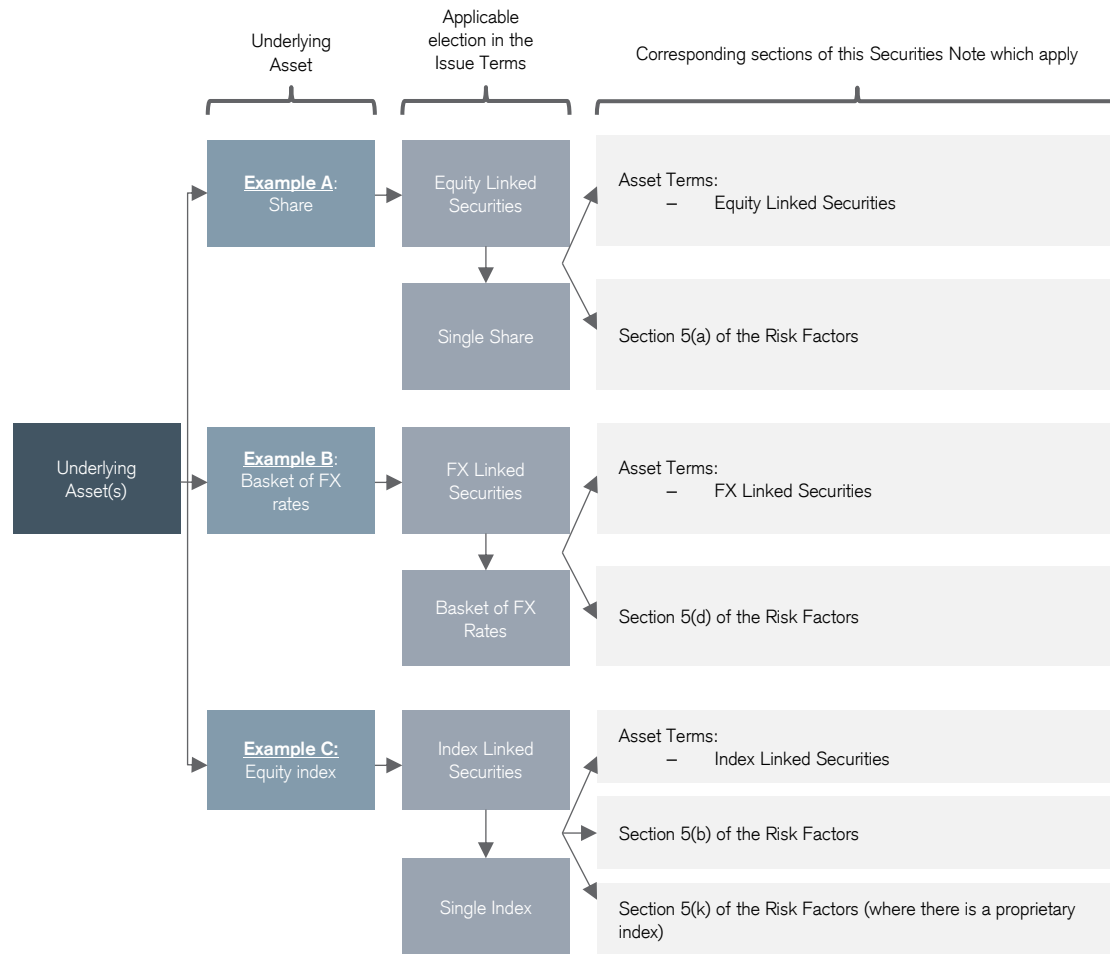 Underlying
Asset
Applicable
election in the
Issue Terms
Corresponding sections of this Securities Note which apply
Underlying
Asset(s)
Example A:
Share
Equity Linked
Securities
Single Share
Asset Terms:
– Equity Linked Securities
Section 5(a) of the Risk Factors
Example B:
Basket of FX
rates
FX Linked
Securities
Basket of FX
Rates
Asset Terms:
– FX Linked Securities
Section 5(d) of the Risk Factors
Example C:
Equity index
Index Linked
Securities
Single Index
Asset Terms:
– Index Linked Securities
Section 5(b) of the Risk Factors
Section 5(k) of the Risk Factors (where there is a proprietary
index)